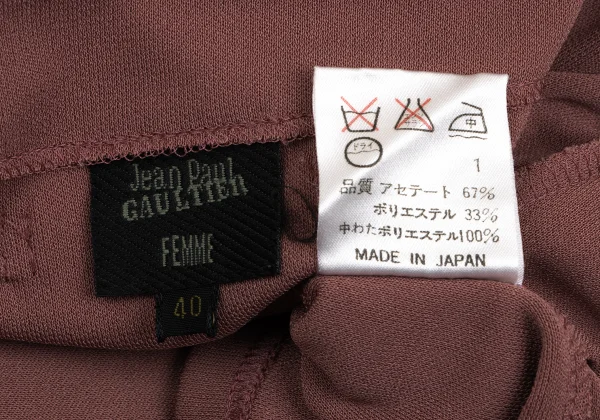 Jean Paul
GAULTIER
FEMME
40
中
ドライ
1
品質 アセテート 67%
ポリエステル 33%
中わたポリエステル100%
MADE IN JAPAN